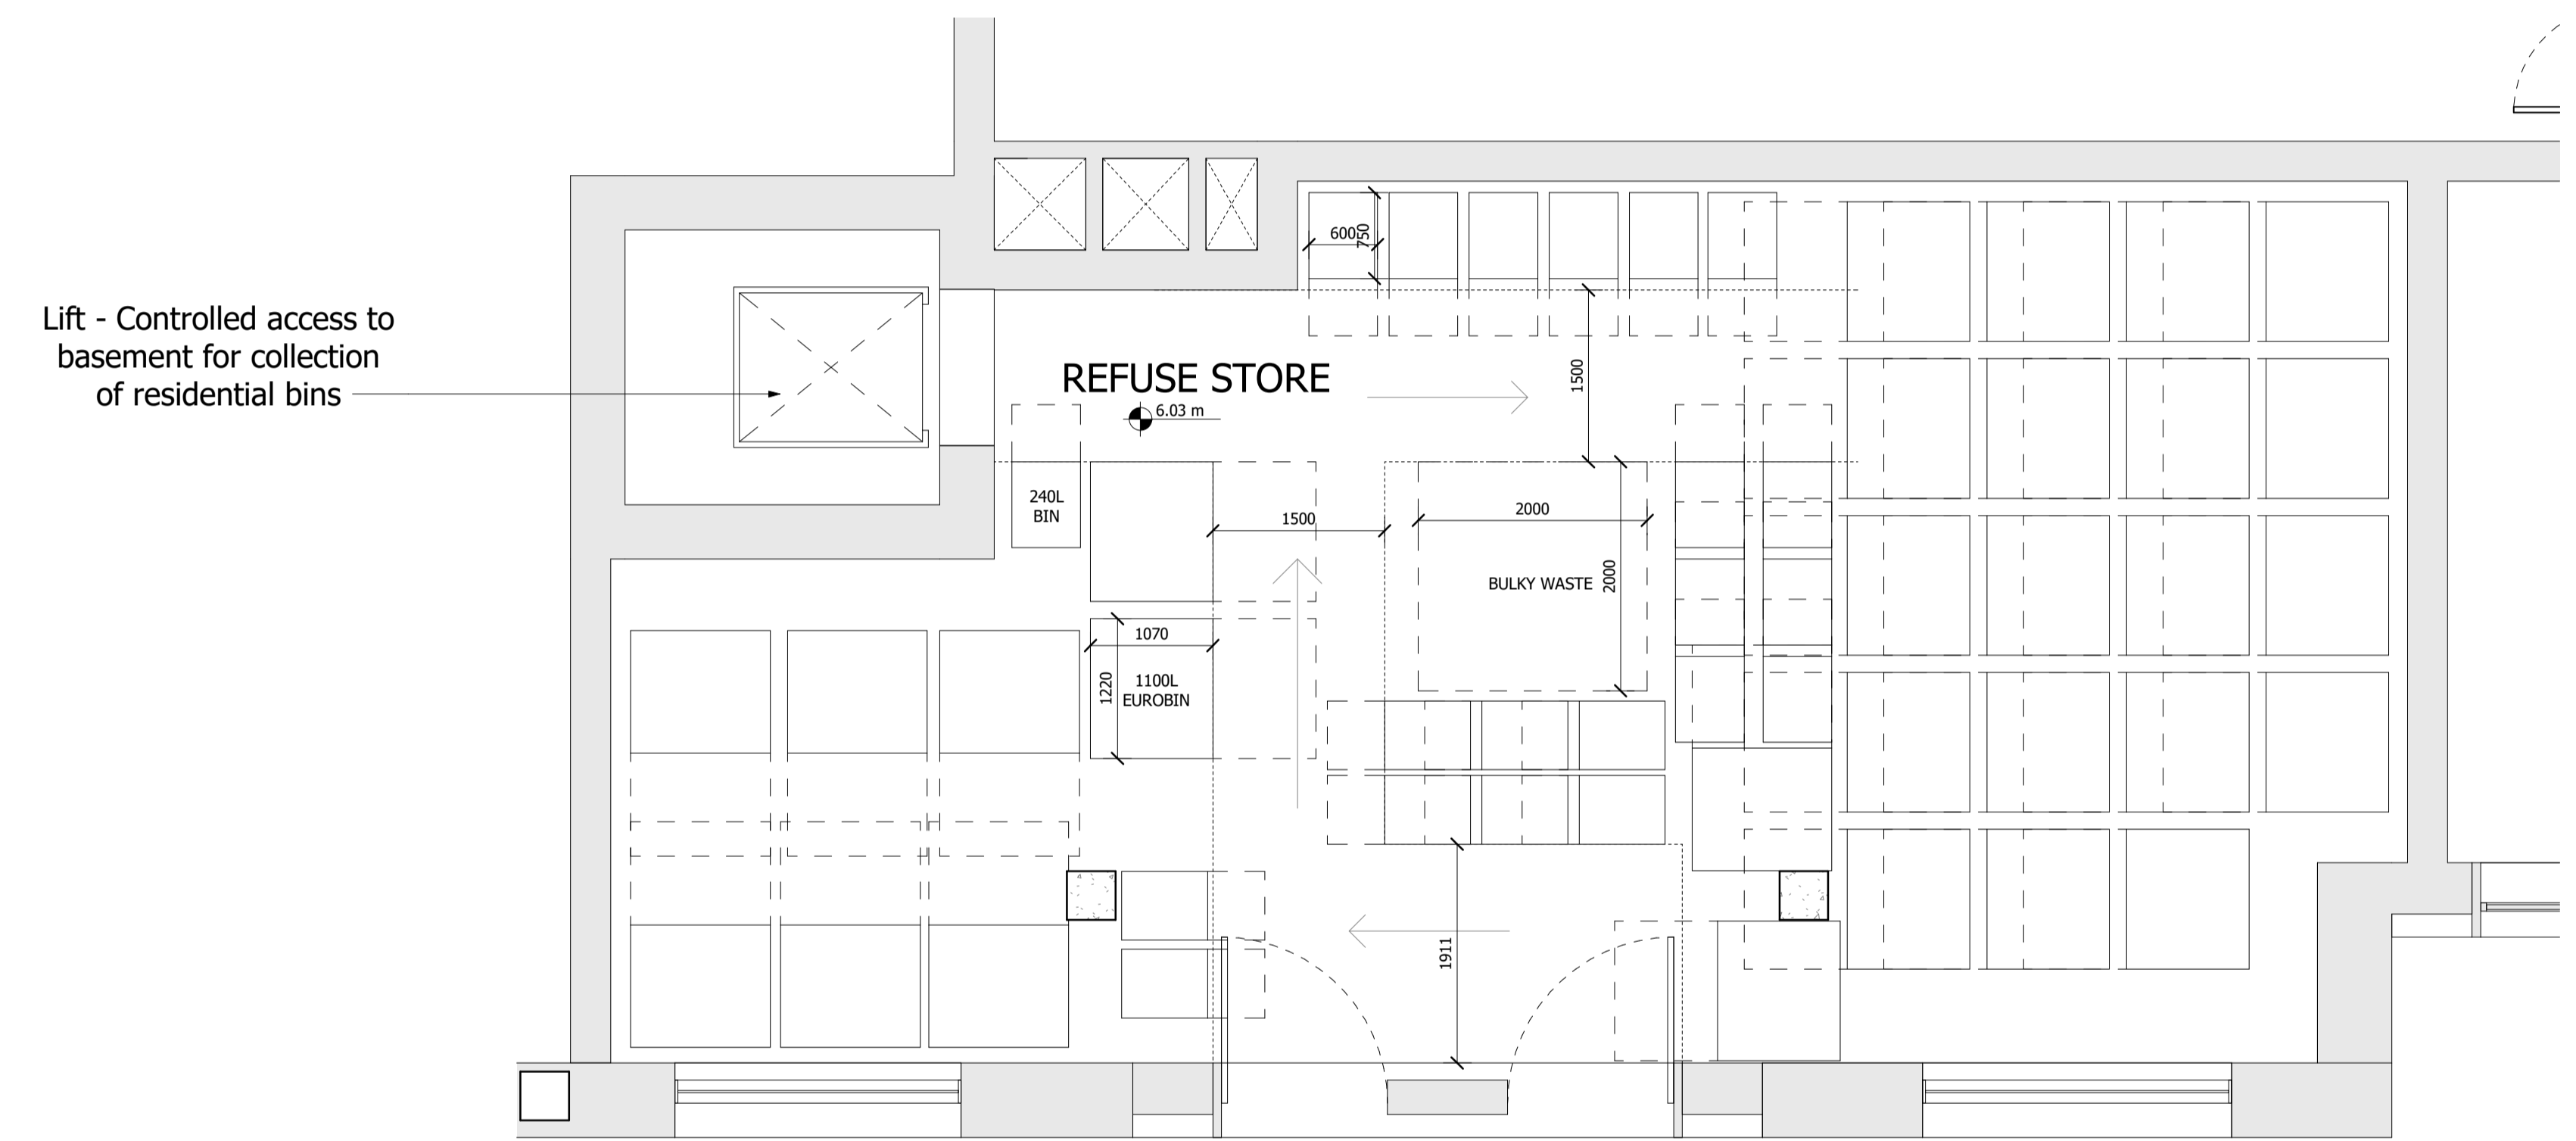 Lift - Controlled access to
basement for collection
of residential bins
600
750
REFUSE STORE
6.03 m
1500
240L
BIN
1500
2000
BULKY WASTE
2000
1070
1220
1100L
EUROBIN
1911